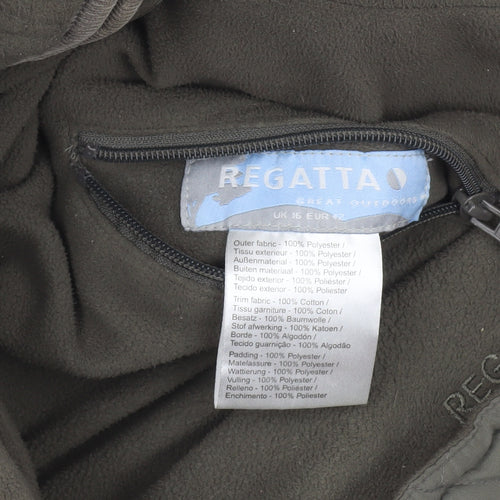 REGATTA
GREAT OUTDOORS
UK 16 EUR 42
Outer fabric - 100% Polyester /
Tissu exterieur - 100% Polyester /
Außenmaterial - 100% Polyester /
Buiten materiaal - 100% Polyester /
Tejido exterior - 100% Poliester /
Tecido exterior - 100% Poliester
Trim fabric - 100% Cotton /
Tissu garniture - 100% Coton /
Besatz - 100% Baumwolle /
Stof afwerking - 100% Katoen /
Borde - 100% Algodón /
Tecido guarnição - 100% Algodão
Padding - 100% Polyester /
Matelassure - 100% Polyester /
Wattierung - 100% Polyester /
Vulling - 100% Polyester /
Relleno - 100% Poliéster /
Enchimento - 100% Poliéster
REG